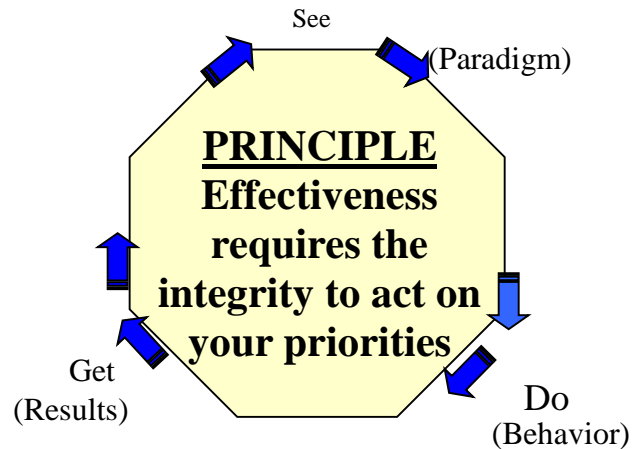 See
(Paradigm)
PRINCIPLE
Effectiveness
requires the
integrity to act on
your priorities
Get
(Results)
Do
(Behavior)